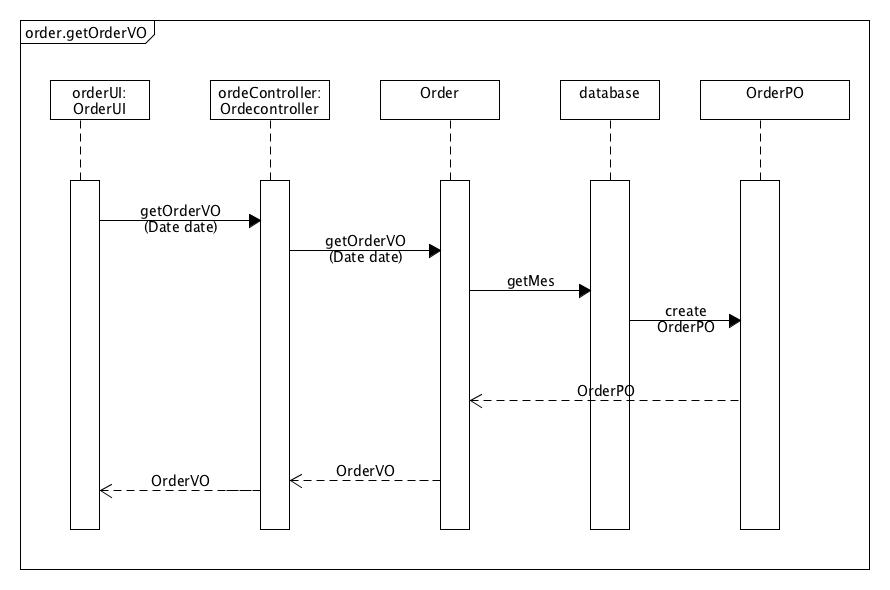 order.getOrderVO
orderUI:
OrderUI
ordeController:
Ordecontroller
Order
database
OrderPO
getOrderVO
(Date date)
getOrderVO
(Date date)
getMes
create
OrderPO
OrderPO
OrderVO
OrderVO